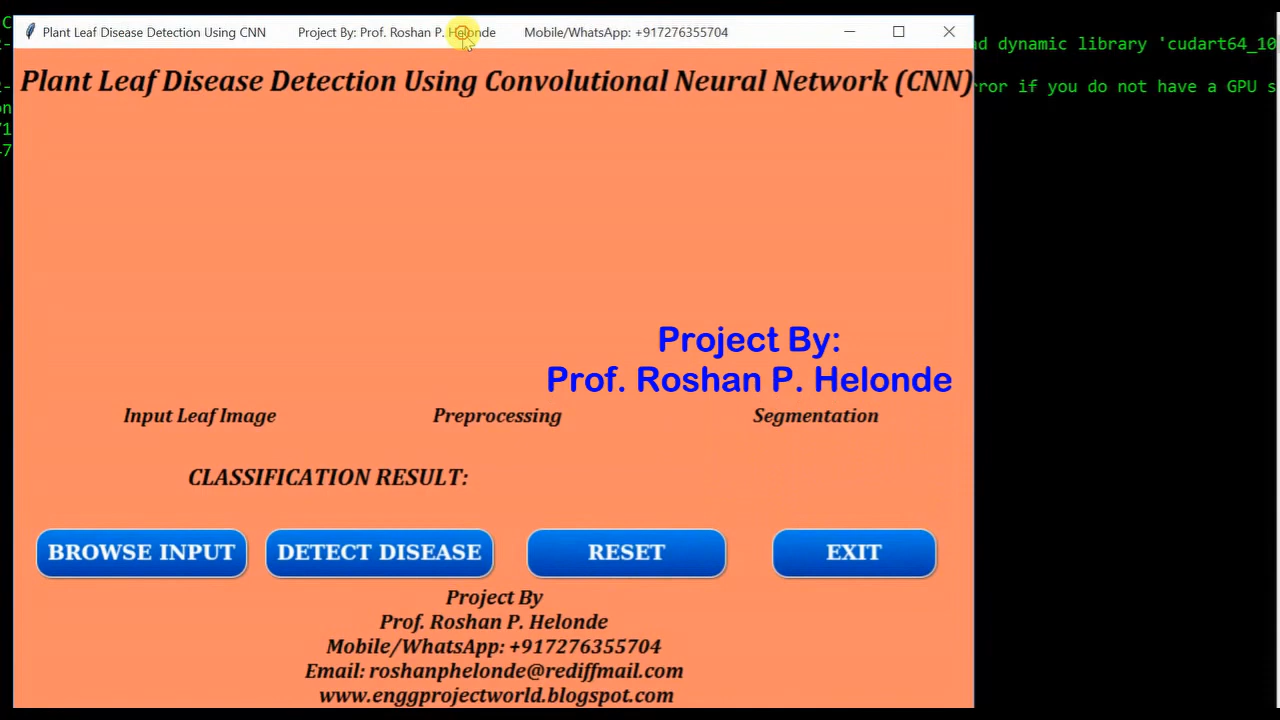 Plant Leaf Disease Detection Using CNN Project By: Prof. Roshan P. Helonde Mobile/WhatsApp: +917276355704
dynamic library 'cudart64_10
if you do not have a GPU
Plant Leaf Disease Detection Using Convolutional Neural Network (CNN)
Project By:
Prof. Roshan P. Helonde
Input Leaf Image Preprocessing Segmentation
CLASSIFICATION RESULT:
BROWSE INPUT DETECT DISEASE RESET EXIT
Project By
Prof. Roshan P. Helonde
Mobile/WhatsApp: +917276355704
Email: roshanphelonde@rediffmail.com
www.enggprojectworld.blogspot.com